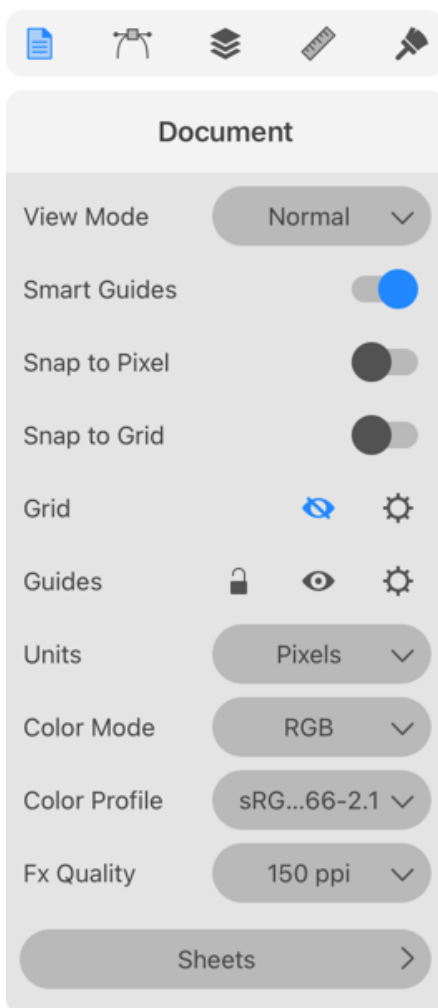 Document
View Mode Normal
Smart Guides
Snap to Pixel
Snap to Grid
Grid
Guides
Units Pixels
Color Mode RGB
Color Profile sRG...66-2.1
Fx Quality 150 ppi
Sheets